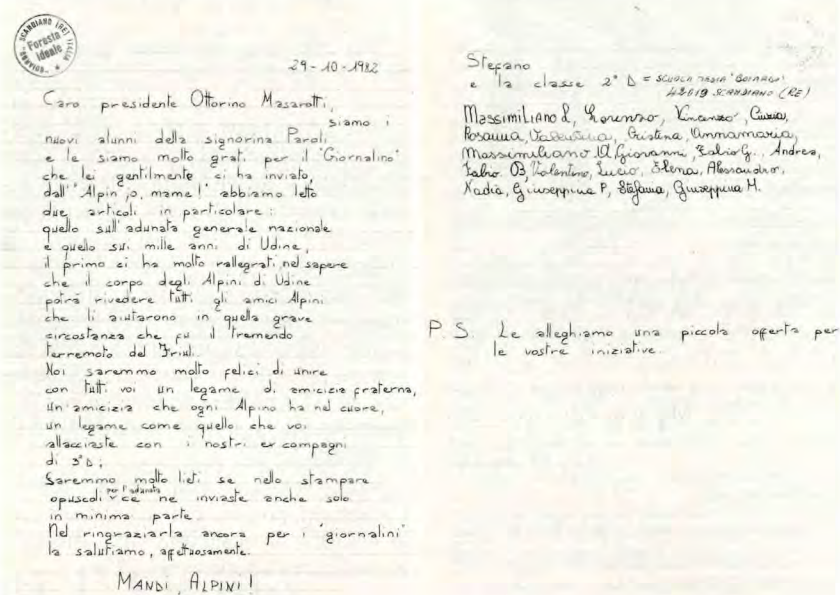 BOIARDO - SCANDIANO (RE) ITALIA
Foresta
Ideale
29-10-1982
Caro presidente Ottorino Masarotti,
siamo i
nuovi alunni della signorina Paroli
e le siamo molto grati per il "Giornalino"
che lei gentilmente ci ha inviato,
dall' "Alpin jo, mame!" abbiamo letto
due articoli in particolare:
quello sull'adunata generale nazionale
e quello sui mille anni di Udine,
il primo ci ha molto rallegrati nel sapere
che il corpo degli Alpini di Udine
potrà rivedere tutti gli amici Alpini
che li aiutarono in quella grave
circostanza che fu il tremendo
terremoto del Friuli.
Noi saremmo molto felici di unire
con tutti voi un legame di amicizia fraterna,
un'amicizia che ogni Alpino ha nel cuore,
un legame come quello che voi
allacciaste con i nostri ex compagni
di 3°D;
Saremmo molto lieti se nello stampare
opuscoli per l'adunata ce ne inviaste anche solo
in minima parte.
Nel ringraziarla ancora per i "giornalini"
la salutiamo, affettuosamente.
MANDI, ALPINI!
Stefano
e la classe 2° D = SCUOLA MEDIA "BOIARDO"
42019 SCANDIANO (RE)
Massimiliano L, Lorenzo, Vincenzo, Cinzia,
Rosanna, Valentina, Cristina, Annamaria,
Massimiliano M, Giovanni, Fabio G., Andrea,
Fabio B, Valentino, Lucio, Elena, Alessandro,
Nadia, Giuseppina P, Stefania, Giuseppina M.
P.S. Le alleghiamo una piccola offerta per
le vostre iniziative.